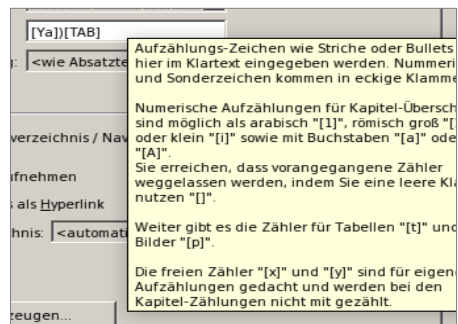 [Ya])[TAB]
<wie Absatzte
Aufzählungs-Zeichen wie Striche oder Bullets
hier im Klartext eingegeben werden. Nummeri
und Sonderzeichen kommen in eckige Klamme
Numerische Aufzählungen für Kapitel-Übersch
sind möglich als arabisch "[1]", römisch groß "[
oder klein "[i]" sowie mit Buchstaben "[a]" ode
"[A]".
Sie erreichen, dass vorangegangene Zähler
weggelassen werden, indem Sie eine leere Kl
nutzen "[]".
Weiter gibt es die Zähler für Tabellen "[t]" und
Bilder "[p]".
Die freien Zähler "[x]" und "[y]" sind für eigen
Aufzählungen gedacht und werden bei den
Kapitel-Zählungen nicht mit gezählt.
verzeichnis / Nav
ufnehmen
s als Hyperlink
hnis: <automati
zeugen...